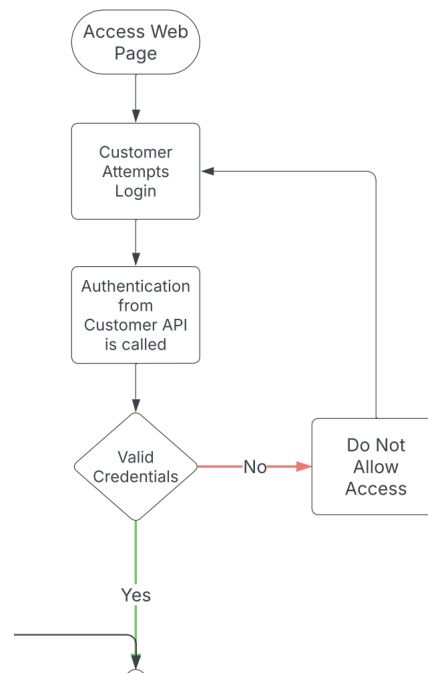 Access Web
Page
Customer
Attempts
Login
Authentication
from
Customer API
is called
Valid
Credentials
No
Do Not
Allow
Access
Yes